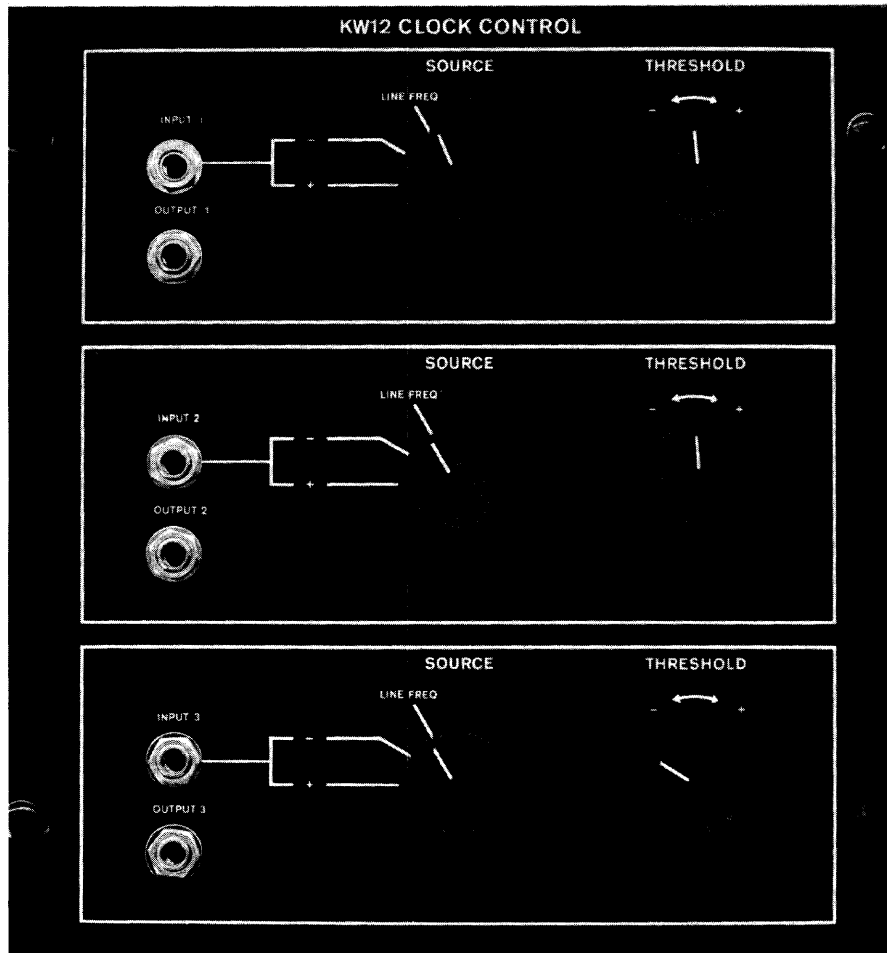 KW12 CLOCK CONTROL
SOURCE
THRESHOLD
LINE FREQ
- +
INPUT 1
-
+
OUTPUT 1
SOURCE
THRESHOLD
LINE FREQ
- +
INPUT 2
-
+
OUTPUT 2
SOURCE
THRESHOLD
LINE FREQ
- +
INPUT 3
-
+
OUTPUT 3